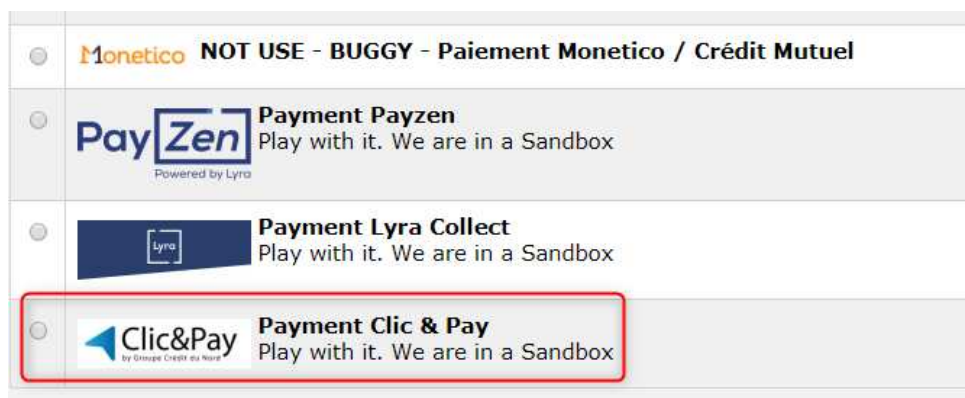 Monetico NOT USE - BUGGY - Paiement Monetico / Crédit Mutuel
PayZen
Powered by Lyra
Payment Payzen
Play with it. We are in a Sandbox
Lyra
Payment Lyra Collect
Play with it. We are in a Sandbox
Clic&Pay
by Groupe Crédit du Nord
Payment Clic & Pay
Play with it. We are in a Sandbox